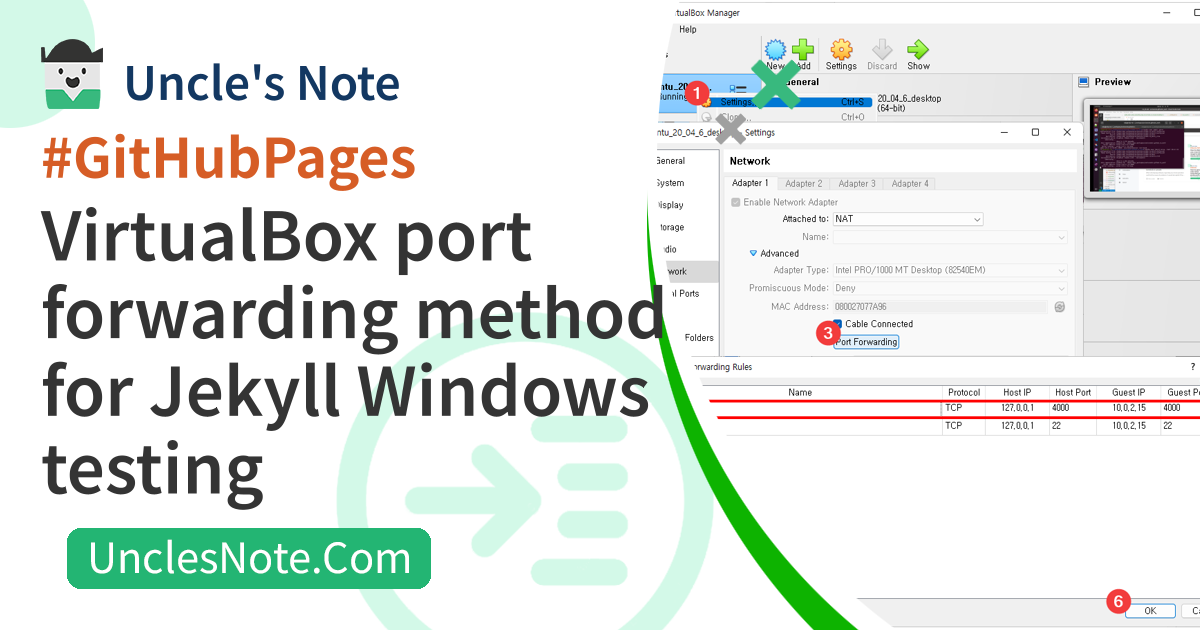 Uncle's Note
#GitHubPages
VirtualBox port
forwarding method
for Jekyll Windows
testing
UnclesNote.Com
VirtualBox Manager
Help
New Add Settings Discard Show
General
Preview
1
Settings... Ctrl+S
Ctrl+O
20_04_6_desktop
(64-bit)
Settings
General
System
Display
Storage
Audio
Network
Serial Ports
Folders
Network
Adapter 1 Adapter 2 Adapter 3 Adapter 4
Enable Network Adapter
Attached to: NAT
Name:
Advanced
Adapter Type: Intel PRO/1000 MT Desktop (82540EM)
Promiscuous Mode: Deny
MAC Address: 080027077A96
Cable Connected
3
Port Forwarding
Forwarding Rules ?
Name Protocol Host IP Host Port Guest IP Guest Po
TCP 127.0.0.1 4000 10.0.2.15 4000
TCP 127.0.0.1 22 10.0.2.15 22
6
OK